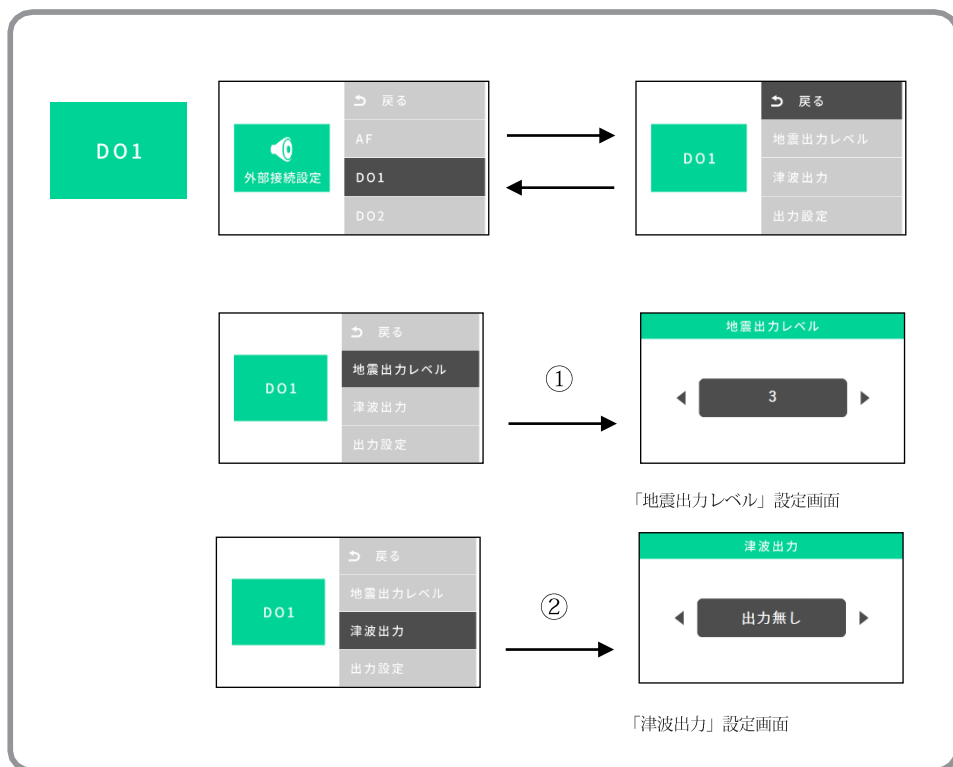 DO1
外部接続設定
戻る
AF
DO1
DO2
DO1
戻る
地震出力レベル
津波出力
出力設定
DO1
戻る
地震出力レベル
津波出力
出力設定
①
地震出力レベル
3
「地震出力レベル」設定画面
DO1
戻る
地震出力レベル
津波出力
出力設定
②
津波出力
出力無し
「津波出力」設定画面